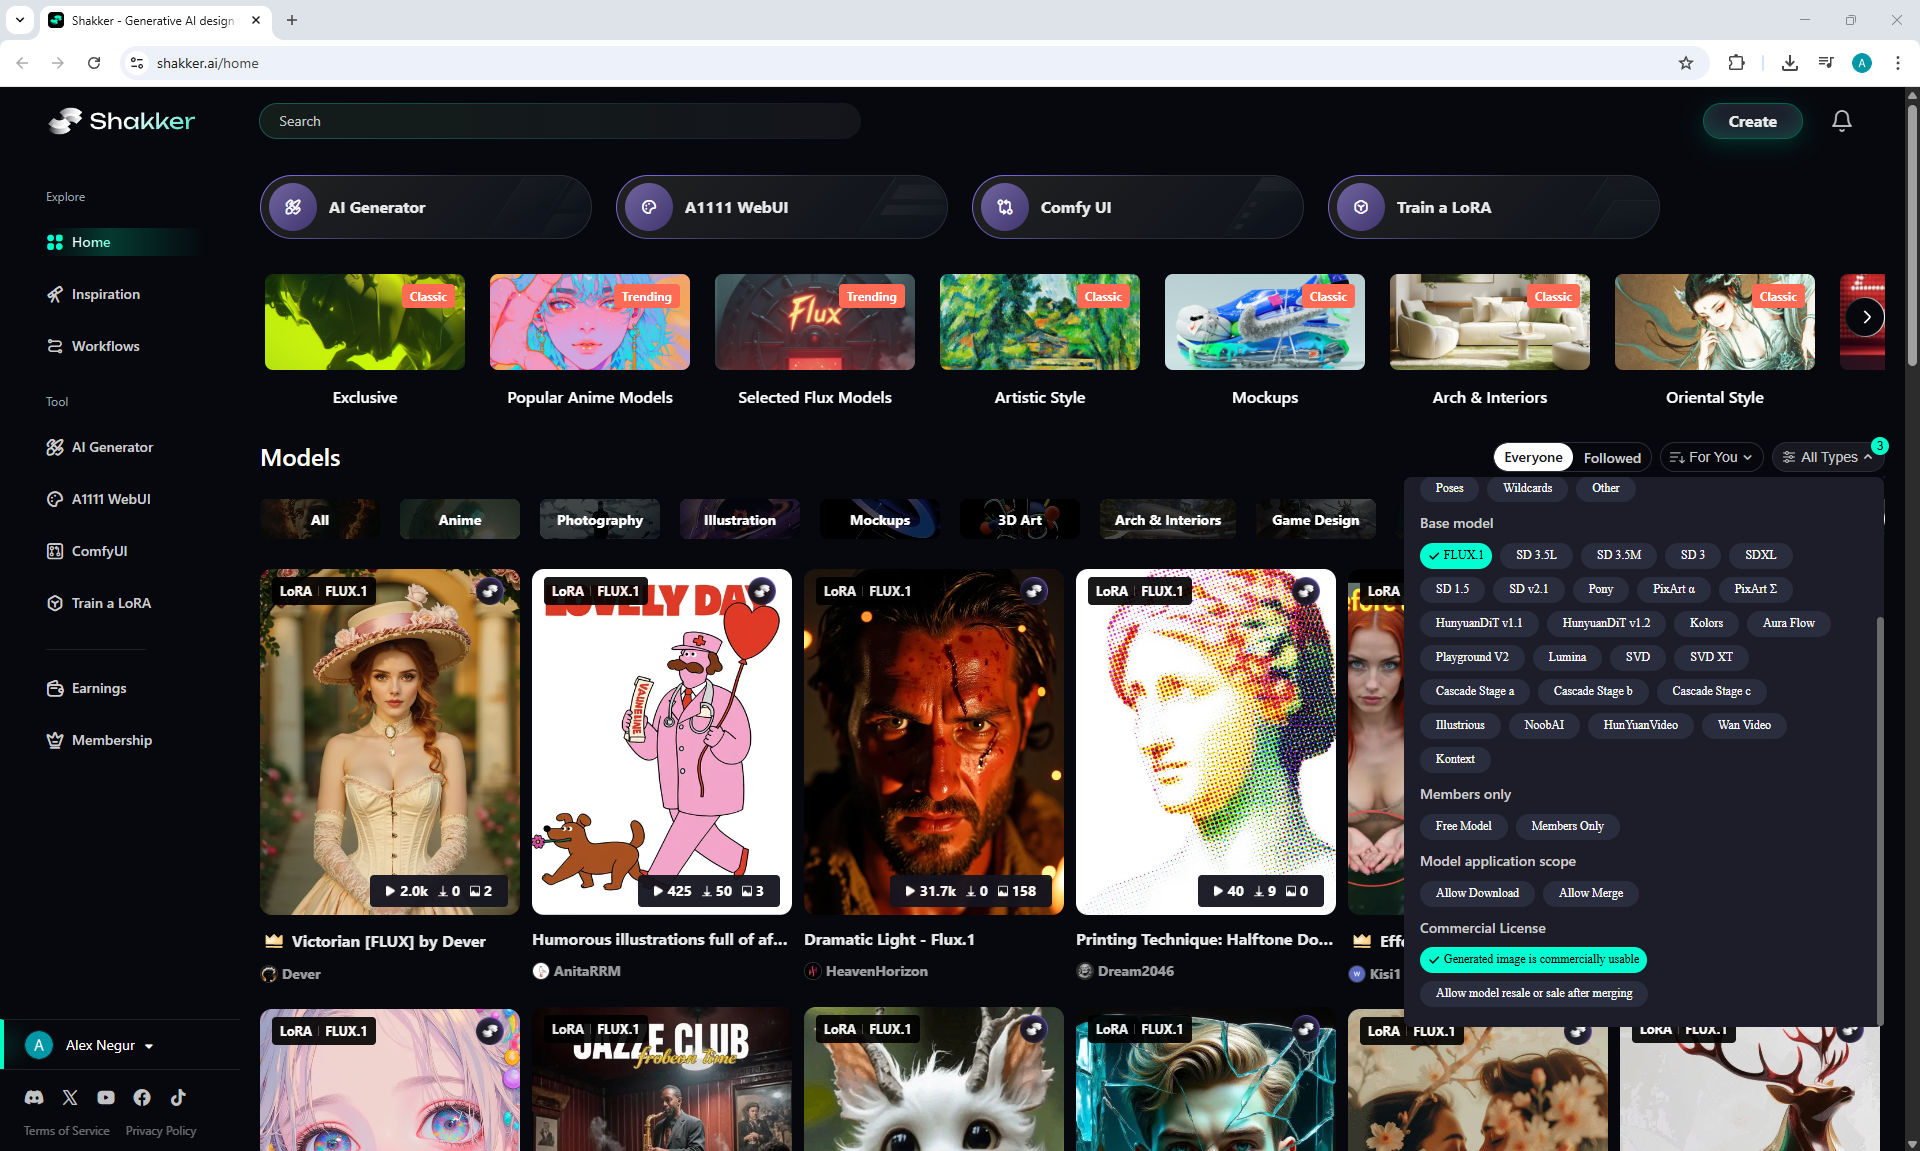 Shakker - Generative AI design
shakker.ai/home
A
Shakker
Search
Create
Explore
Home
Inspiration
Workflows
Tool
AI Generator
A1111 WebUI
ComfyUI
Train a LoRA
Earnings
Membership
A
Alex Negur
Terms of Service
Privacy Policy
AI Generator
A1111 WebUI
Comfy UI
Train a LoRA
Classic
Trending
Flux
Trending
Classic
Classic
Classic
Classic
Exclusive
Popular Anime Models
Selected Flux Models
Artistic Style
Mockups
Arch & Interiors
Oriental Style
Models
Everyone
Followed
For You
All Types
3
All
Anime
Photography
Illustration
Mockups
3D Art
Arch & Interiors
Game Design
Poses
Wildcards
Other
Base model
FLUX.1
SD 3.5L
SD 3.5M
SD 3
SDXL
SD 1.5
SD v2.1
Pony
PixArt α
PixArt Σ
HunyuanDiT v1.1
HunyuanDiT v1.2
Kolors
Aura Flow
Playground V2
Lumina
SVD
SVD XT
Cascade Stage a
Cascade Stage b
Cascade Stage c
Illustrious
NoobAI
HunYuanVideo
Wan Video
Kontext
Members only
Free Model
Members Only
Model application scope
Allow Download
Allow Merge
Commercial License
Generated image is commercially usable
Allow model resale or sale after merging
LoRA FLUX.1
2.0k 0 2
Victorian [FLUX] by Dever
Dever
LoRA FLUX.1
LOVELY DA
VALINELINE
425 50 3
Humorous illustrations full of af...
AnitaRRM
LoRA FLUX.1
31.7k 0 158
Dramatic Light - Flux.1
HeavenHorizon
LoRA FLUX.1
40 9 0
Printing Technique: Halftone Do...
Dream2046
LoRA
Effe
W
Kisi1
LoRA FLUX.1
LoRA FLUX.1
JAZZE CLUB
frobean time
LoRA FLUX.1
LoRA FLUX.1
LoRA FLUX.1
LoRA FLUX.1